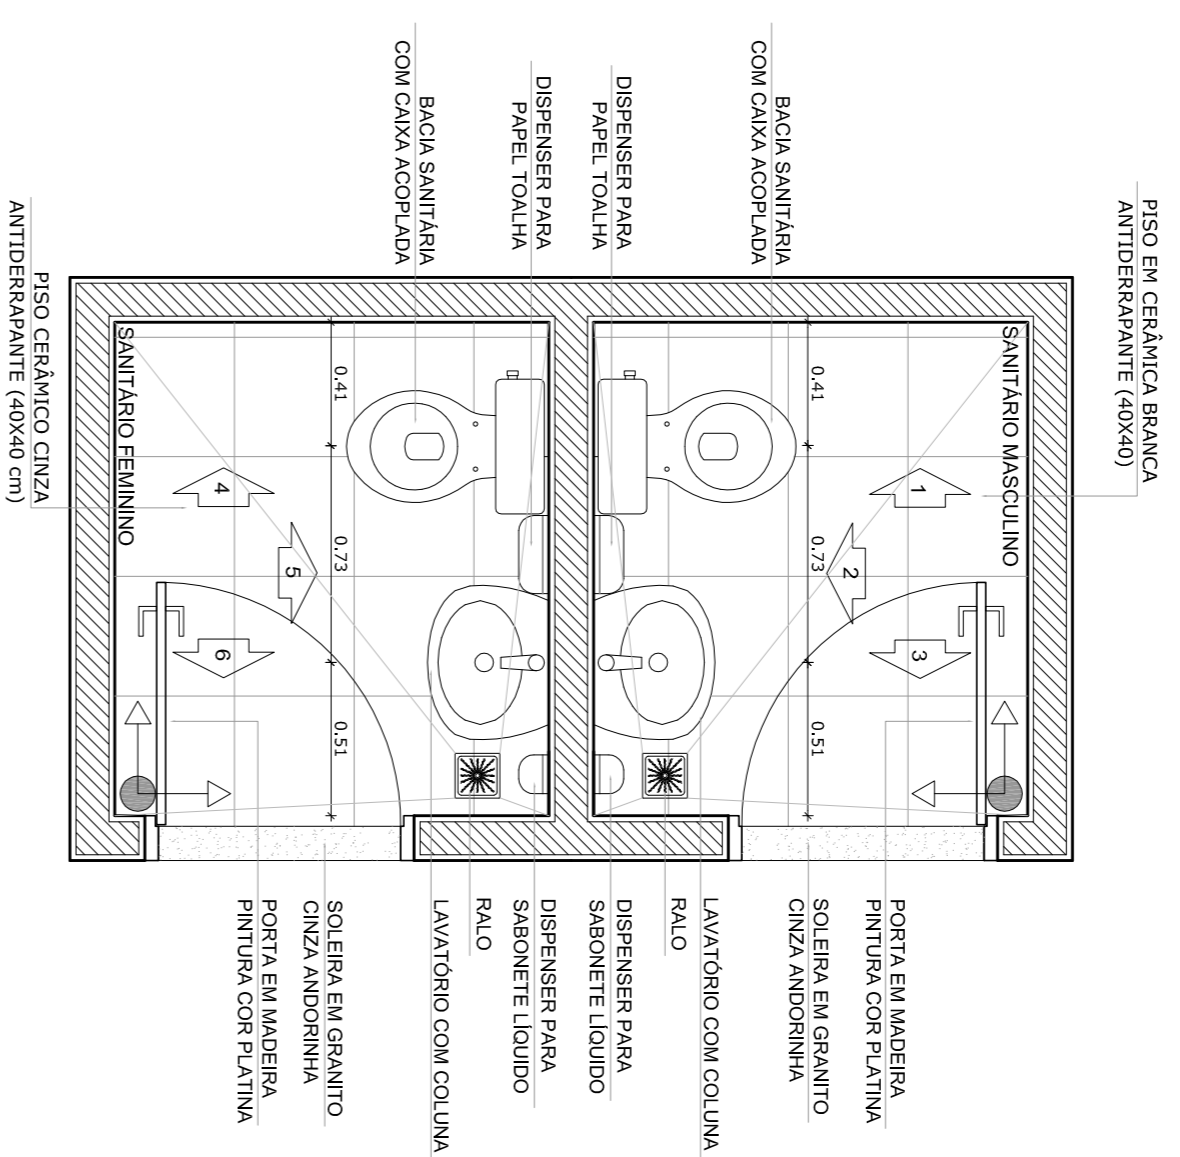 PISO EM CERÂMICA BRANCA
ANTIDERRAPANTE (40X40)
BACIA SANITÁRIA
COM CAIXA ACOPLADA
DISPENSER PARA
PAPEL TOALHA
DISPENSER PARA
PAPEL TOALHA
BACIA SANITÁRIA
COM CAIXA ACOPLADA
PISO CERÂMICO CINZA
ANTIDERRAPANTE (40X40 cm)
SANITÁRIO MASCULINO
0.41
0.73
0.51
1
2
3
SANITÁRIO FEMININO
0.41
0.73
0.51
4
5
6
PORTA EM MADEIRA
PINTURA COR PLATINA
SOLEIRA EM GRANITO
CINZA ANDORINHA
LAVATÓRIO COM COLUNA
RALO
DISPENSER PARA
SABONETE LÍQUIDO
DISPENSER PARA
SABONETE LÍQUIDO
RALO
LAVATÓRIO COM COLUNA
SOLEIRA EM GRANITO
CINZA ANDORINHA
PORTA EM MADEIRA
PINTURA COR PLATINA